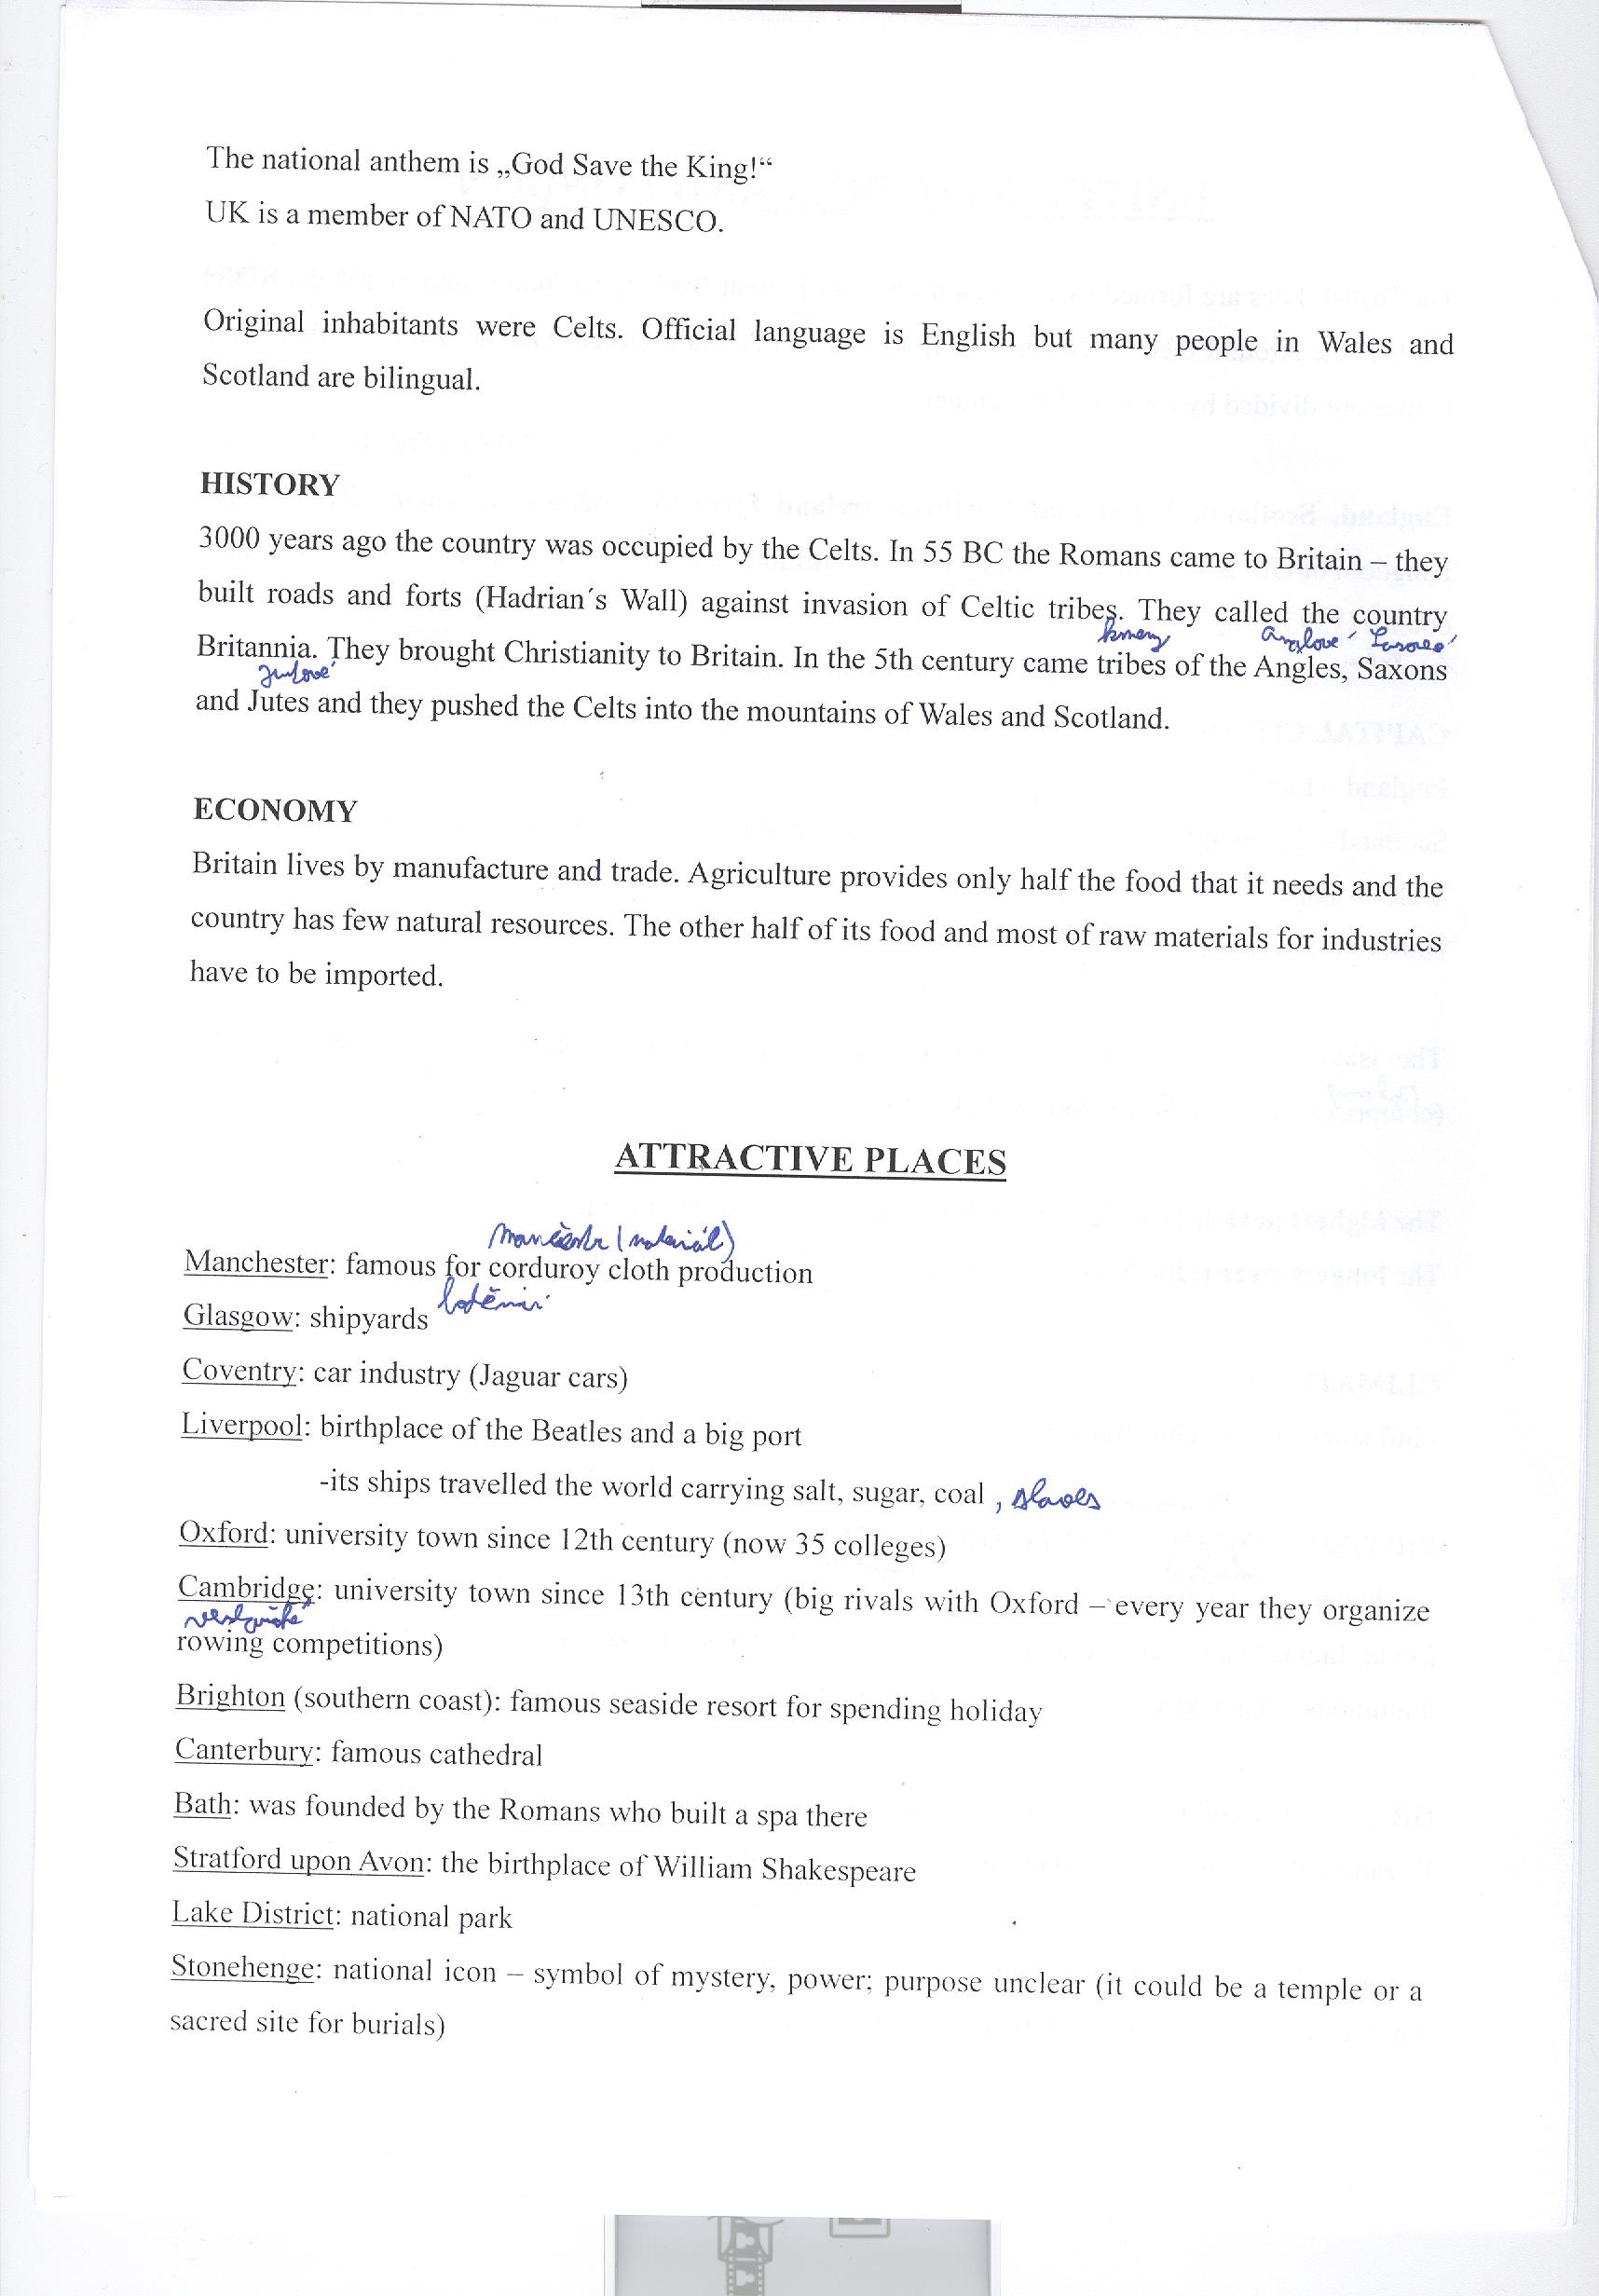 The national anthem is „God Save the King!“
UK is a member of NATO and UNESCO.
Original inhabitants were Celts. Official language is English but many people in Wales and
Scotland are bilingual.
HISTORY
3000 years ago the country was occupied by the Celts. In 55 BC the Romans came to Britain – they
built roads and forts (Hadrian´s Wall) against invasion of Celtic tribes. They called the country
kmeny Anglové Sasové
Britannia. They brought Christianity to Britain. In the 5th century came tribes of the Angles, Saxons
Jutové
and Jutes and they pushed the Celts into the mountains of Wales and Scotland.
ECONOMY
Britain lives by manufacture and trade. Agriculture provides only half the food that it needs and the
country has few natural resources. The other half of its food and most of raw materials for industries
have to be imported.
ATTRACTIVE PLACES
(materiál)
Manchester: famous for corduroy cloth production
Glasgow: shipyards loděnici
Coventry: car industry (Jaguar cars)
Liverpool: birthplace of the Beatles and a big port
-its ships travelled the world carrying salt, sugar, coal , slaves
Oxford: university town since 12th century (now 35 colleges)
Cambridge: university town since 13th century (big rivals with Oxford – every year they organize
rowing competitions)
Brighton (southern coast): famous seaside resort for spending holiday
Canterbury: famous cathedral
Bath: was founded by the Romans who built a spa there
Stratford upon Avon: the birthplace of William Shakespeare
Lake District: national park
Stonehenge: national icon – symbol of mystery, power; purpose unclear (it could be a temple or a
sacred site for burials)